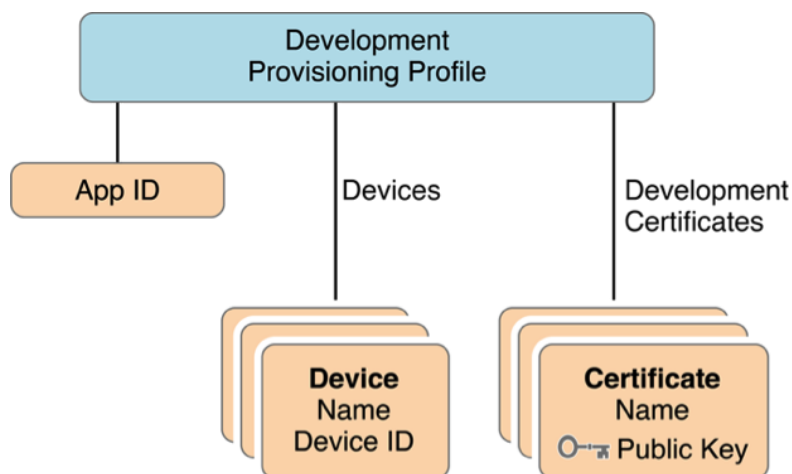 Development
Provisioning Profile
App ID
Devices
Development
Certificates
Device
Name
Device ID
Certificate
Name
Public Key